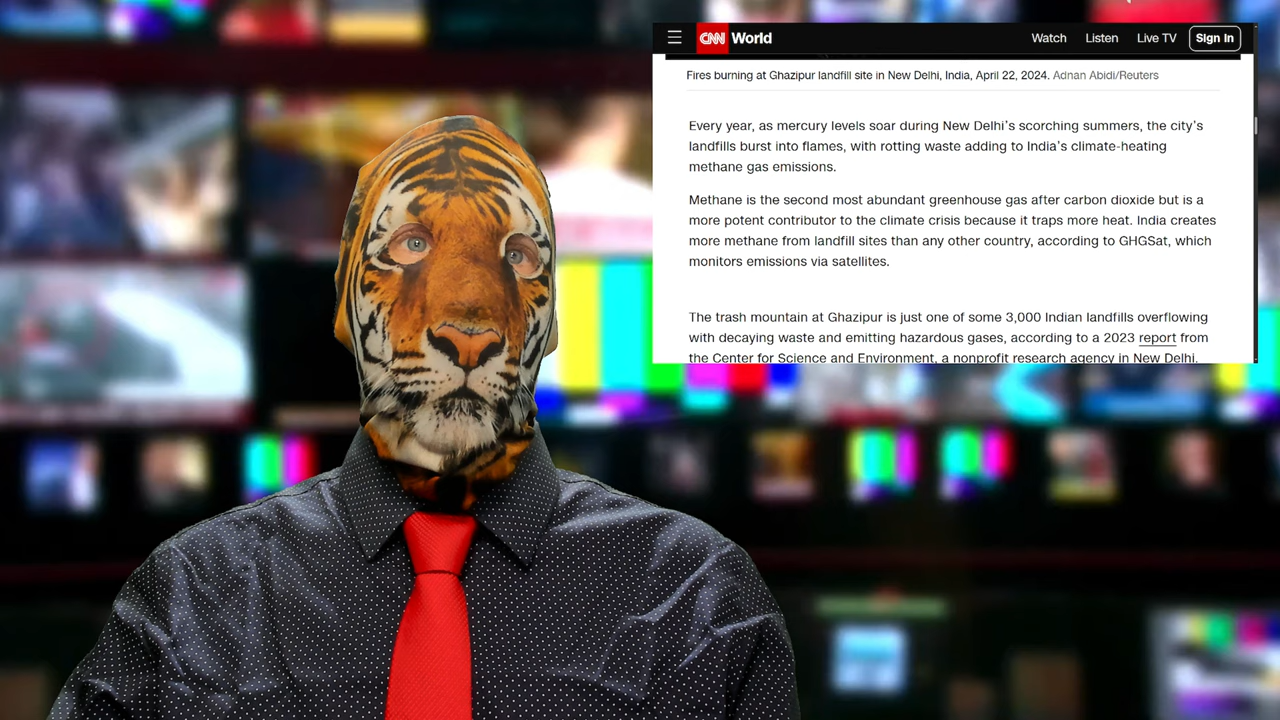 CNN World
Watch Listen Live TV Sign In
Fires burning at Ghazipur landfill site in New Delhi, India, April 22, 2024. Adnan Abidi/Reuters
Every year, as mercury levels soar during New Delhi's scorching summers, the city's
landfills burst into flames, with rotting waste adding to India's climate-heating
methane gas emissions.
Methane is the second most abundant greenhouse gas after carbon dioxide but is a
more potent contributor to the climate crisis because it traps more heat. India creates
more methane from landfill sites than any other country, according to GHGSat, which
monitors emissions via satellites.
The trash mountain at Ghazipur is just one of some 3,000 Indian landfills overflowing
with decaying waste and emitting hazardous gases, according to a 2023 report from
the Center for Science and Environment, a nonprofit research agency in New Delhi.